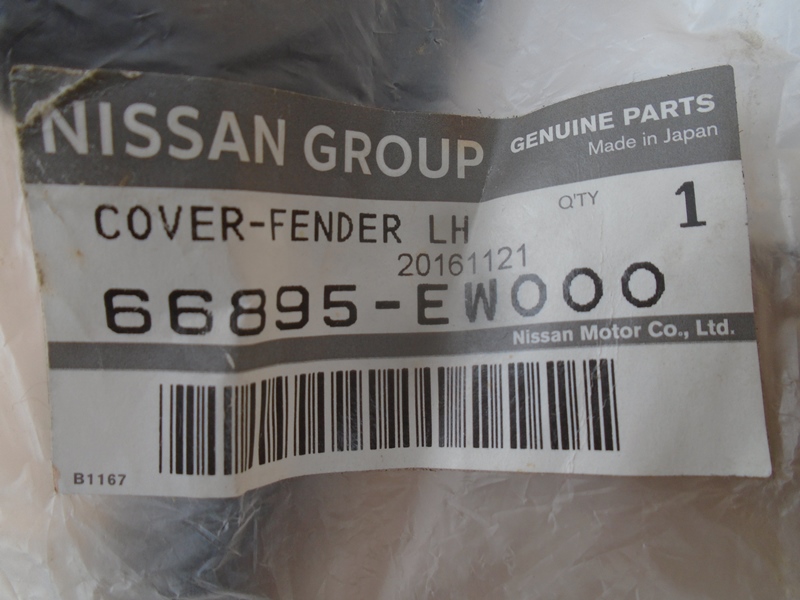 NISSAN GROUP
GENUINE PARTS
Made in Japan
COVER-FENDER LH
Q'TY 1
20161121
66895-EW000
Nissan Motor Co., Ltd.
B1167